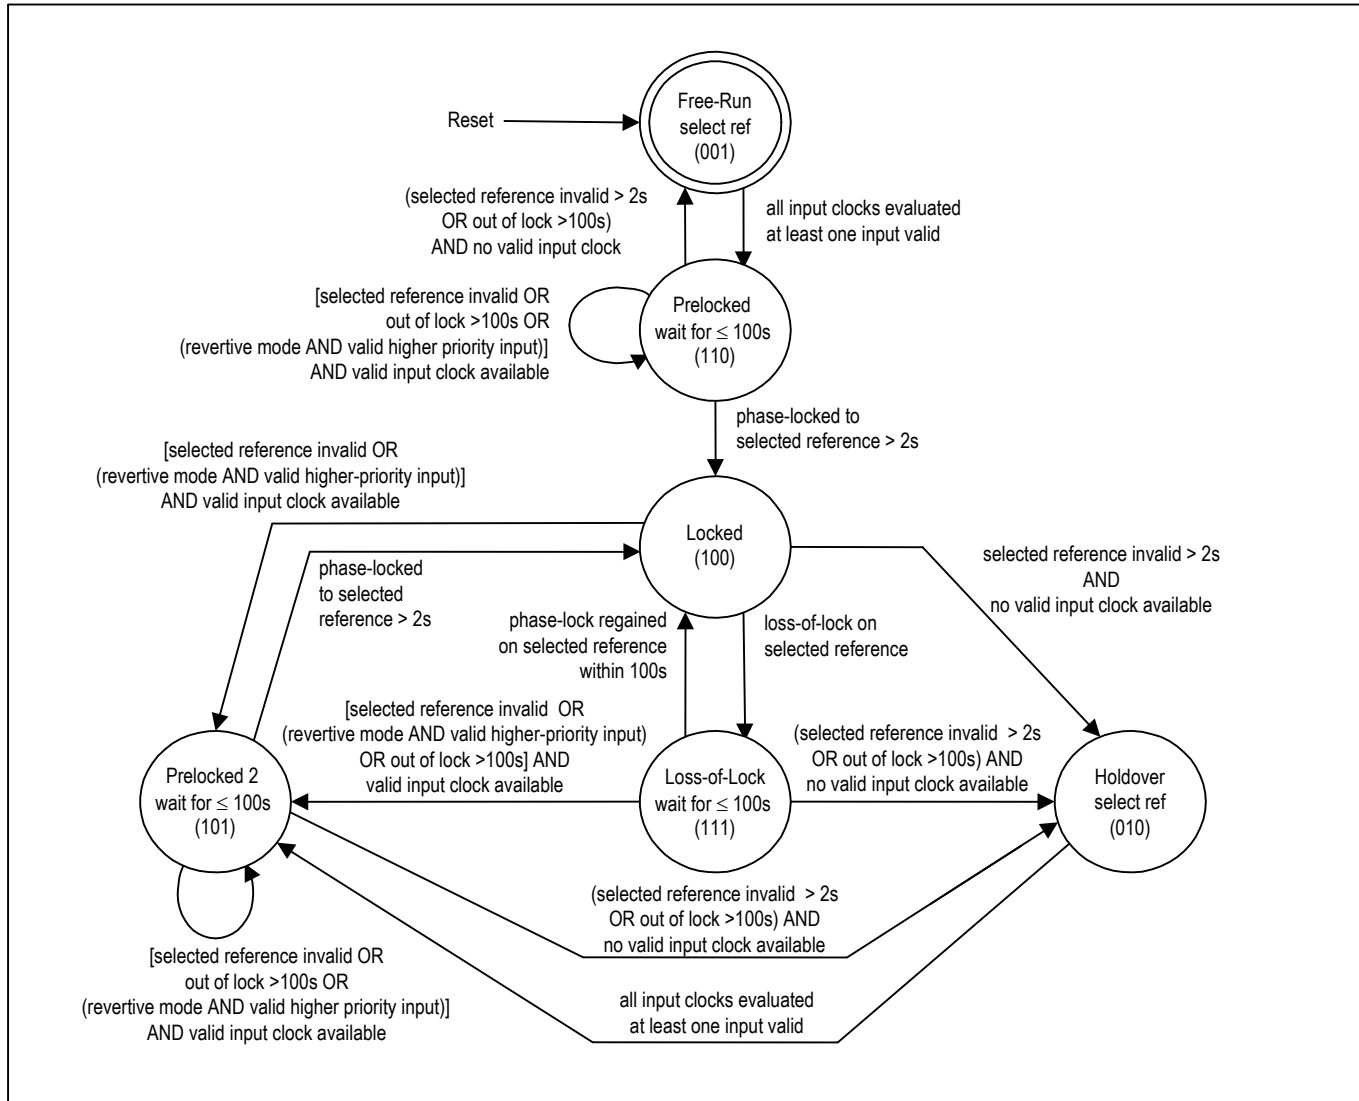 Free-Run
select ref
(001)
Reset
(selected reference invalid > 2s
OR out of lock >100s)
AND no valid input clock
all input clocks evaluated
at least one input valid
[selected reference invalid OR
out of lock >100s OR
(revertive mode AND valid higher priority input)]
AND valid input clock available
Prelocked
wait for ≤ 100s
(110)
phase-locked to
selected reference > 2s
[selected reference invalid OR
(revertive mode AND valid higher-priority input)]
AND valid input clock available
Locked
(100)
phase-locked
to selected
reference > 2s
selected reference invalid > 2s
AND
no valid input clock available
phase-lock regained
on selected reference
within 100s
loss-of-lock on
selected reference
[selected reference invalid OR
(revertive mode AND valid higher-priority input)
OR out of lock >100s] AND
valid input clock available
(selected reference invalid > 2s
OR out of lock >100s) AND
no valid input clock available
Prelocked 2
wait for ≤ 100s
(101)
Loss-of-Lock
wait for ≤ 100s
(111)
Holdover
select ref
(010)
(selected reference invalid > 2s
OR out of lock >100s) AND
no valid input clock available
[selected reference invalid OR
out of lock >100s OR
(revertive mode AND valid higher priority input)]
AND valid input clock available
all input clocks evaluated
at least one input valid